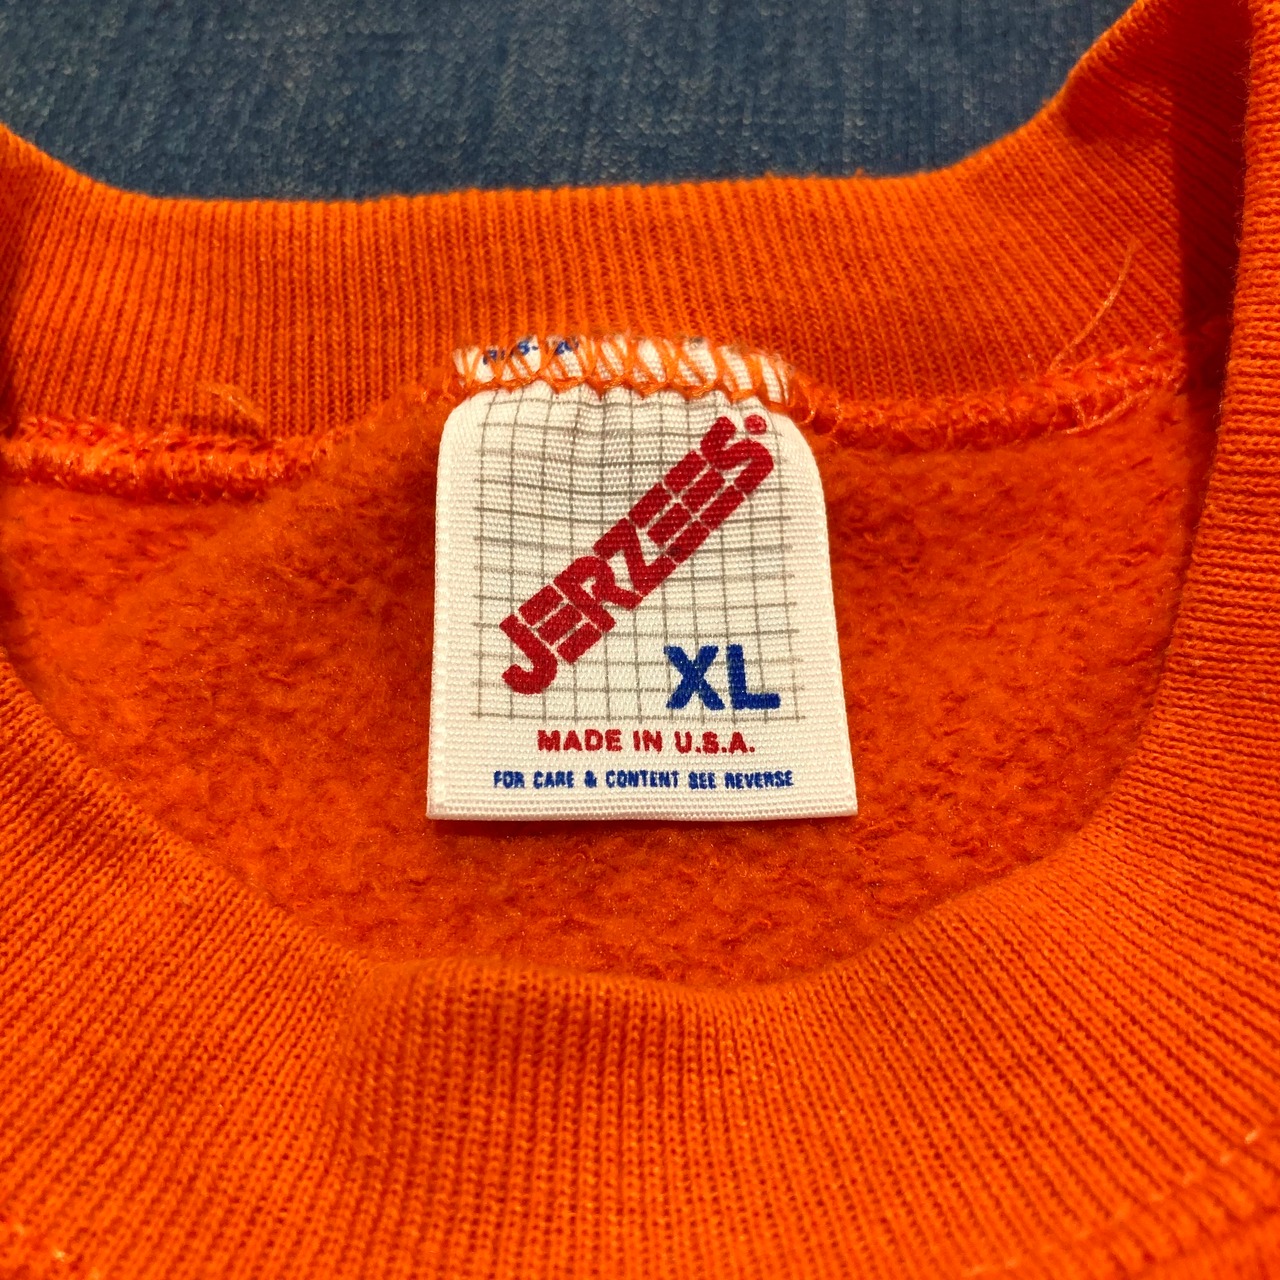 JERZEES
XL
MADE IN U.S.A.
FOR CARE & CONTENT SEE REVERSE